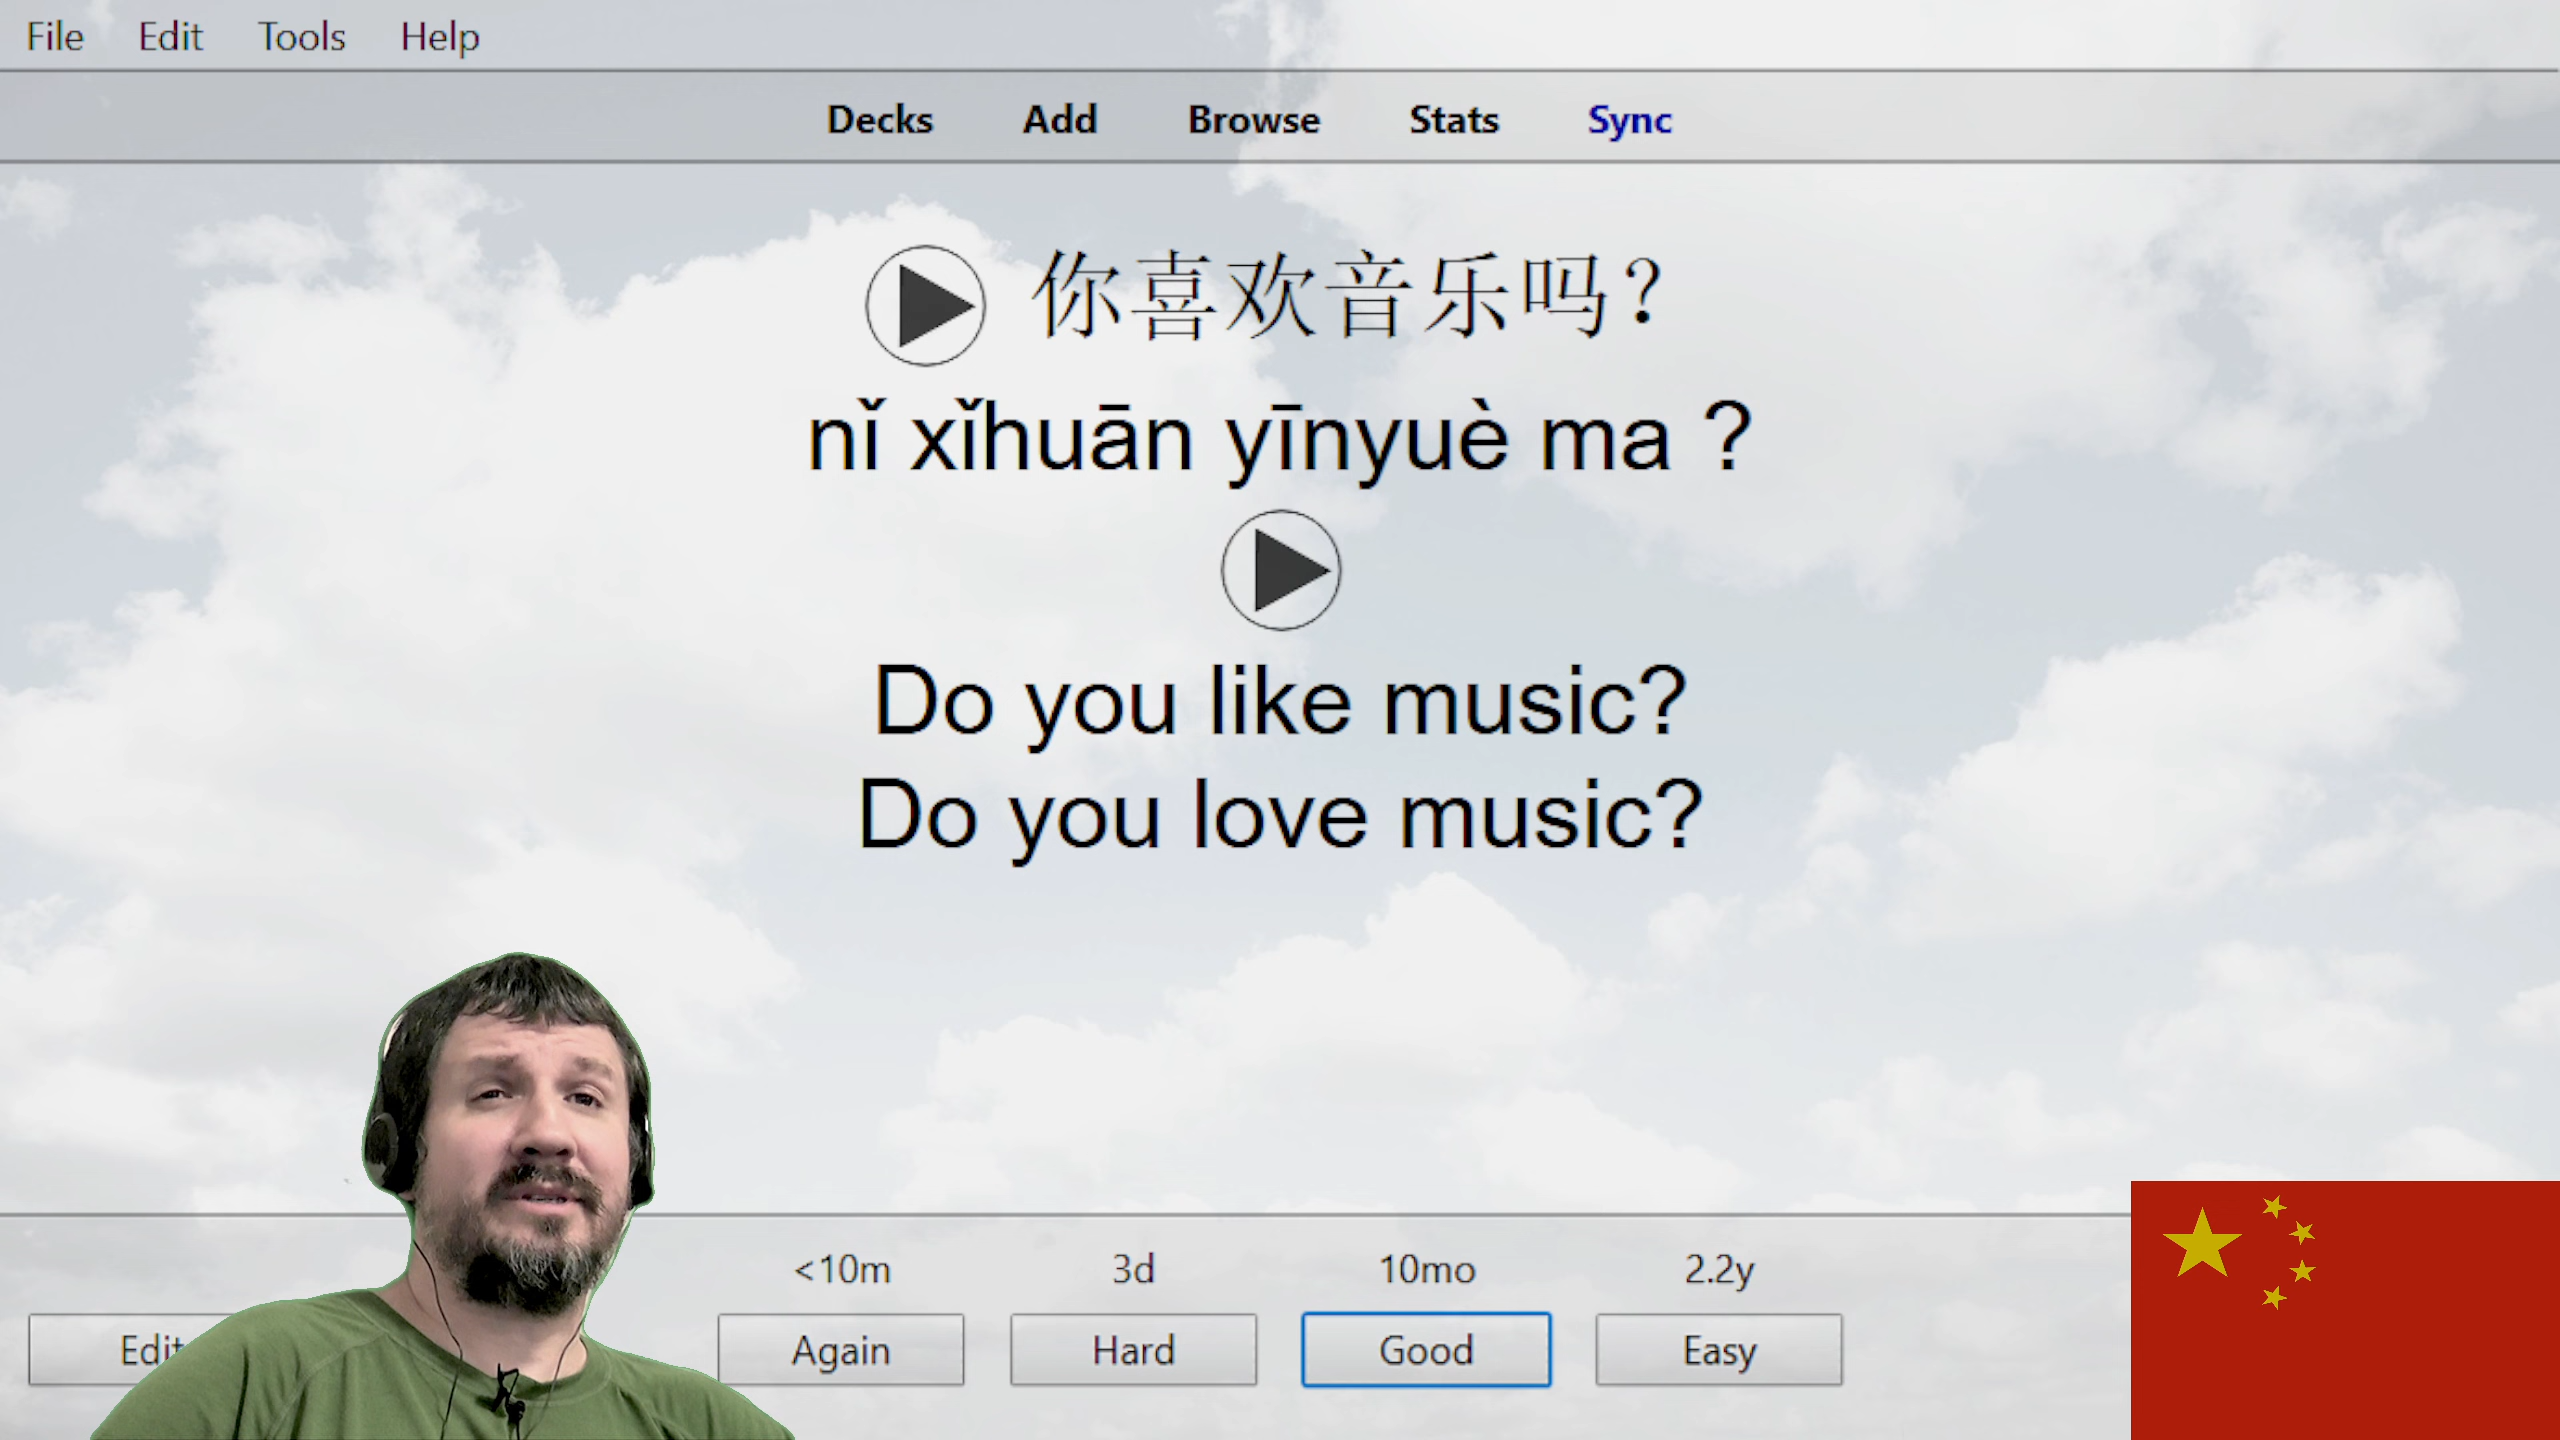 File Edit Tools Help
Decks Add Browse Stats Sync
你喜欢音乐吗？
nǐ xǐhuān yīnyuè ma ?
Do you like music?
Do you love music?
<10m 3d 10mo 2.2y
Edit Again Hard Good Easy